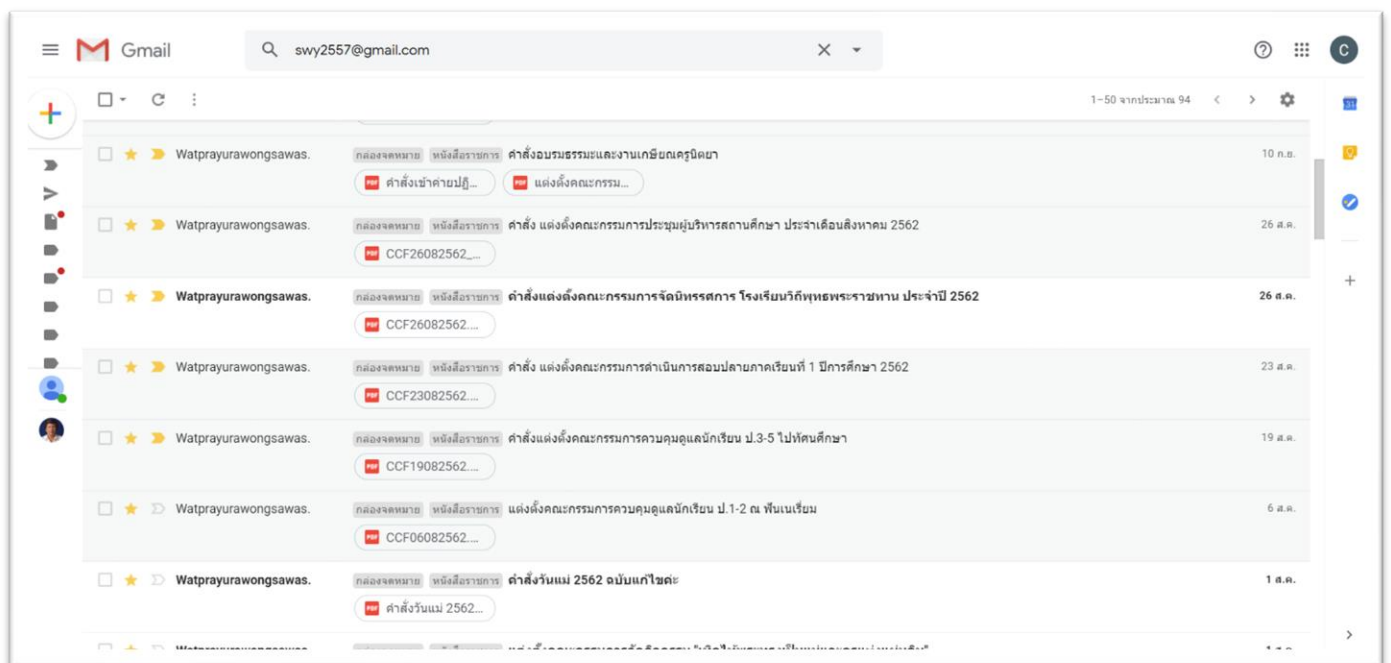 Gmail
swy2557@gmail.com
C
1–50 จากประมาณ 94
31
Watprayurawongsawas. กล่องจดหมาย หนังสือราชการ คำสั่งอบรมธรรมะและงานเกษียณครูนิตยา 10 ก.ย.
PDF คำสั่งเข้าค่ายปฏิ... PDF แต่งตั้งคณะกรรม...
Watprayurawongsawas. กล่องจดหมาย หนังสือราชการ คำสั่ง แต่งตั้งคณะกรรมการประชุมผู้บริหารสถานศึกษา ประจำเดือนสิงหาคม 2562 26 ส.ค.
PDF CCF26082562_...
Watprayurawongsawas. กล่องจดหมาย หนังสือราชการ คำสั่งแต่งตั้งคณะกรรมการจัดนิทรรศการ โรงเรียนวิถีพุทธพระราชทาน ประจำปี 2562 26 ส.ค.
PDF CCF26082562....
Watprayurawongsawas. กล่องจดหมาย หนังสือราชการ คำสั่ง แต่งตั้งคณะกรรมการดำเนินการสอบปลายภาคเรียนที่ 1 ปีการศึกษา 2562 23 ส.ค.
PDF CCF23082562....
Watprayurawongsawas. กล่องจดหมาย หนังสือราชการ คำสั่งแต่งตั้งคณะกรรมการควบคุมดูแลนักเรียน ป.3-5 ไปทัศนศึกษา 19 ส.ค.
PDF CCF19082562....
Watprayurawongsawas. กล่องจดหมาย หนังสือราชการ แต่งตั้งคณะกรรมการควบคุมดูแลนักเรียน ป.1-2 ณ ฟันเนเรี่ยม 6 ส.ค.
PDF CCF06082562....
Watprayurawongsawas. กล่องจดหมาย หนังสือราชการ คำสั่งวันแม่ 2562 ฉบับแก้ไขค่ะ 1 ส.ค.
PDF คำสั่งวันแม่ 2562...